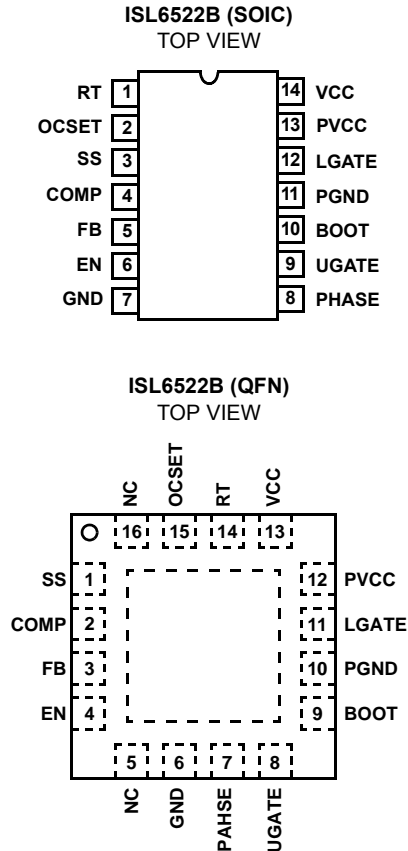 ISL6522B (SOIC)
TOP VIEW
RT 1 14 VCC
OCSET 2 13 PVCC
SS 3 12 LGATE
COMP 4 11 PGND
FB 5 10 BOOT
EN 6 9 UGATE
GND 7 8 PHASE
ISL6522B (QFN)
TOP VIEW
NC OCSET RT VCC
16 15 14 13
SS 1 12 PVCC
COMP 2 11 LGATE
FB 3 10 PGND
EN 4 9 BOOT
5 6 7 8
NC GND PAHSE UGATE